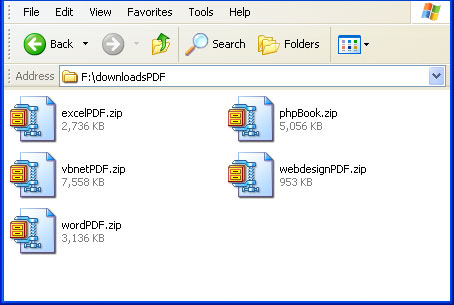 File Edit View Favorites Tools Help
Back Search Folders
Address F:\downloadsPDF
excelPDF.zip phpBook.zip
2,736 KB 5,056 KB
vbnetPDF.zip webdesignPDF.zip
7,558 KB 953 KB
wordPDF.zip
3,136 KB